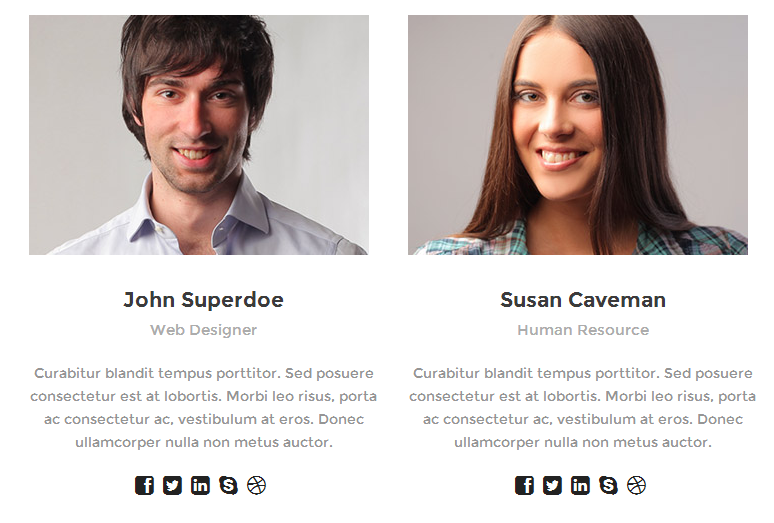 John Superdoe
Web Designer
Curabitur blandit tempus porttitor. Sed posuere
consectetur est at lobortis. Morbi leo risus, porta
ac consectetur ac, vestibulum at eros. Donec
ullamcorper nulla non metus auctor.
Susan Caveman
Human Resource
Curabitur blandit tempus porttitor. Sed posuere
consectetur est at lobortis. Morbi leo risus, porta
ac consectetur ac, vestibulum at eros. Donec
ullamcorper nulla non metus auctor.